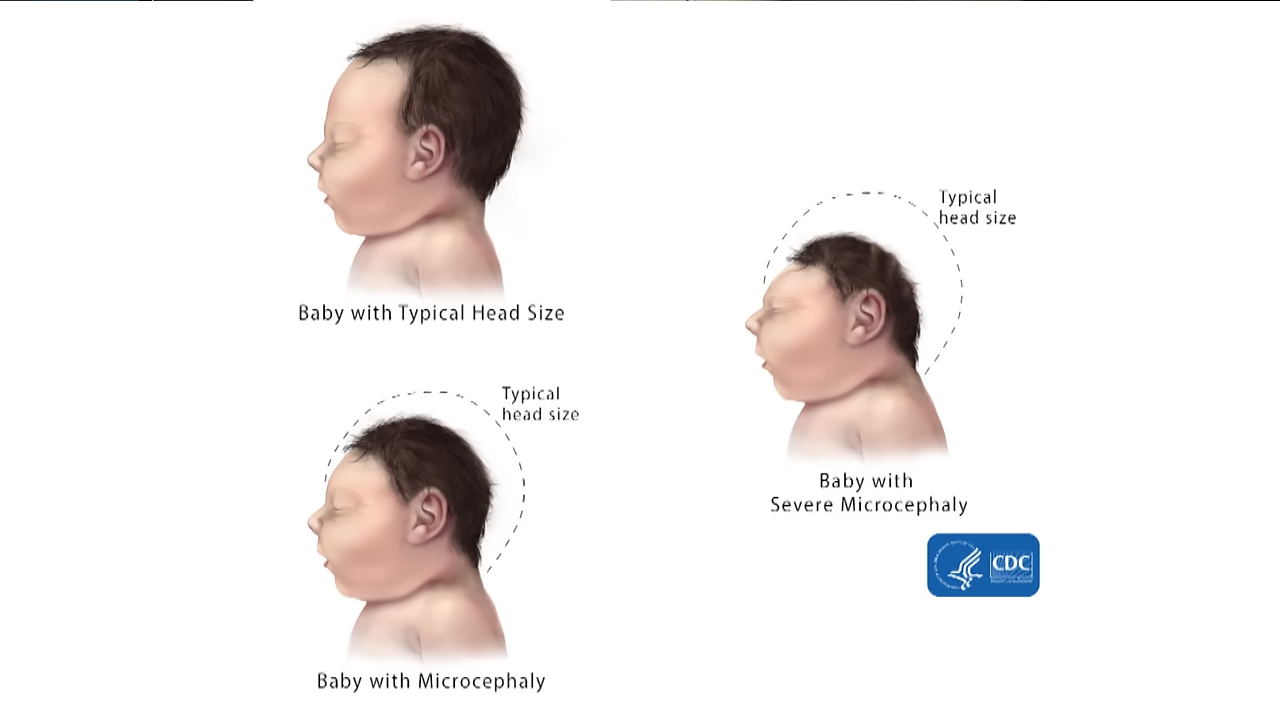 Baby with Typical Head Size
Typical
head size
Baby with Microcephaly
Typical
head size
Baby with
Severe Microcephaly
CDC